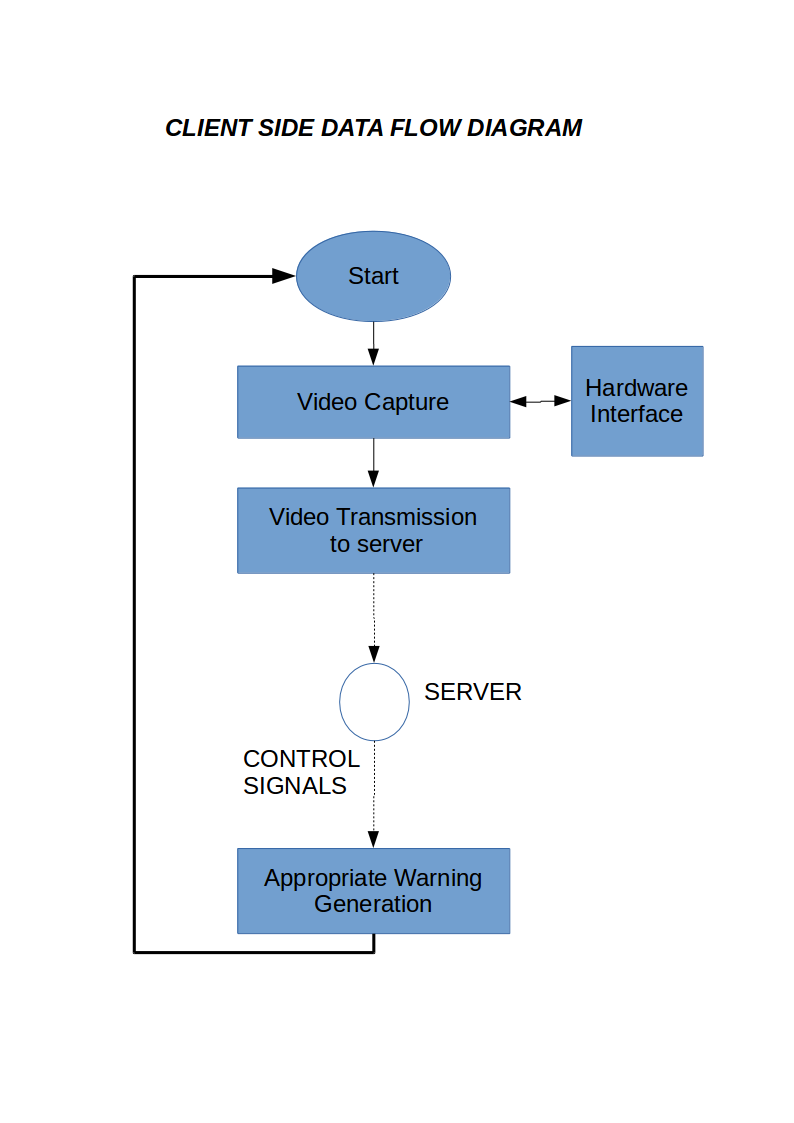 CLIENT SIDE DATA FLOW DIAGRAM
Start
Video Capture
Hardware
Interface
Video Transmission
to server
SERVER
CONTROL
SIGNALS
Appropriate Warning
Generation